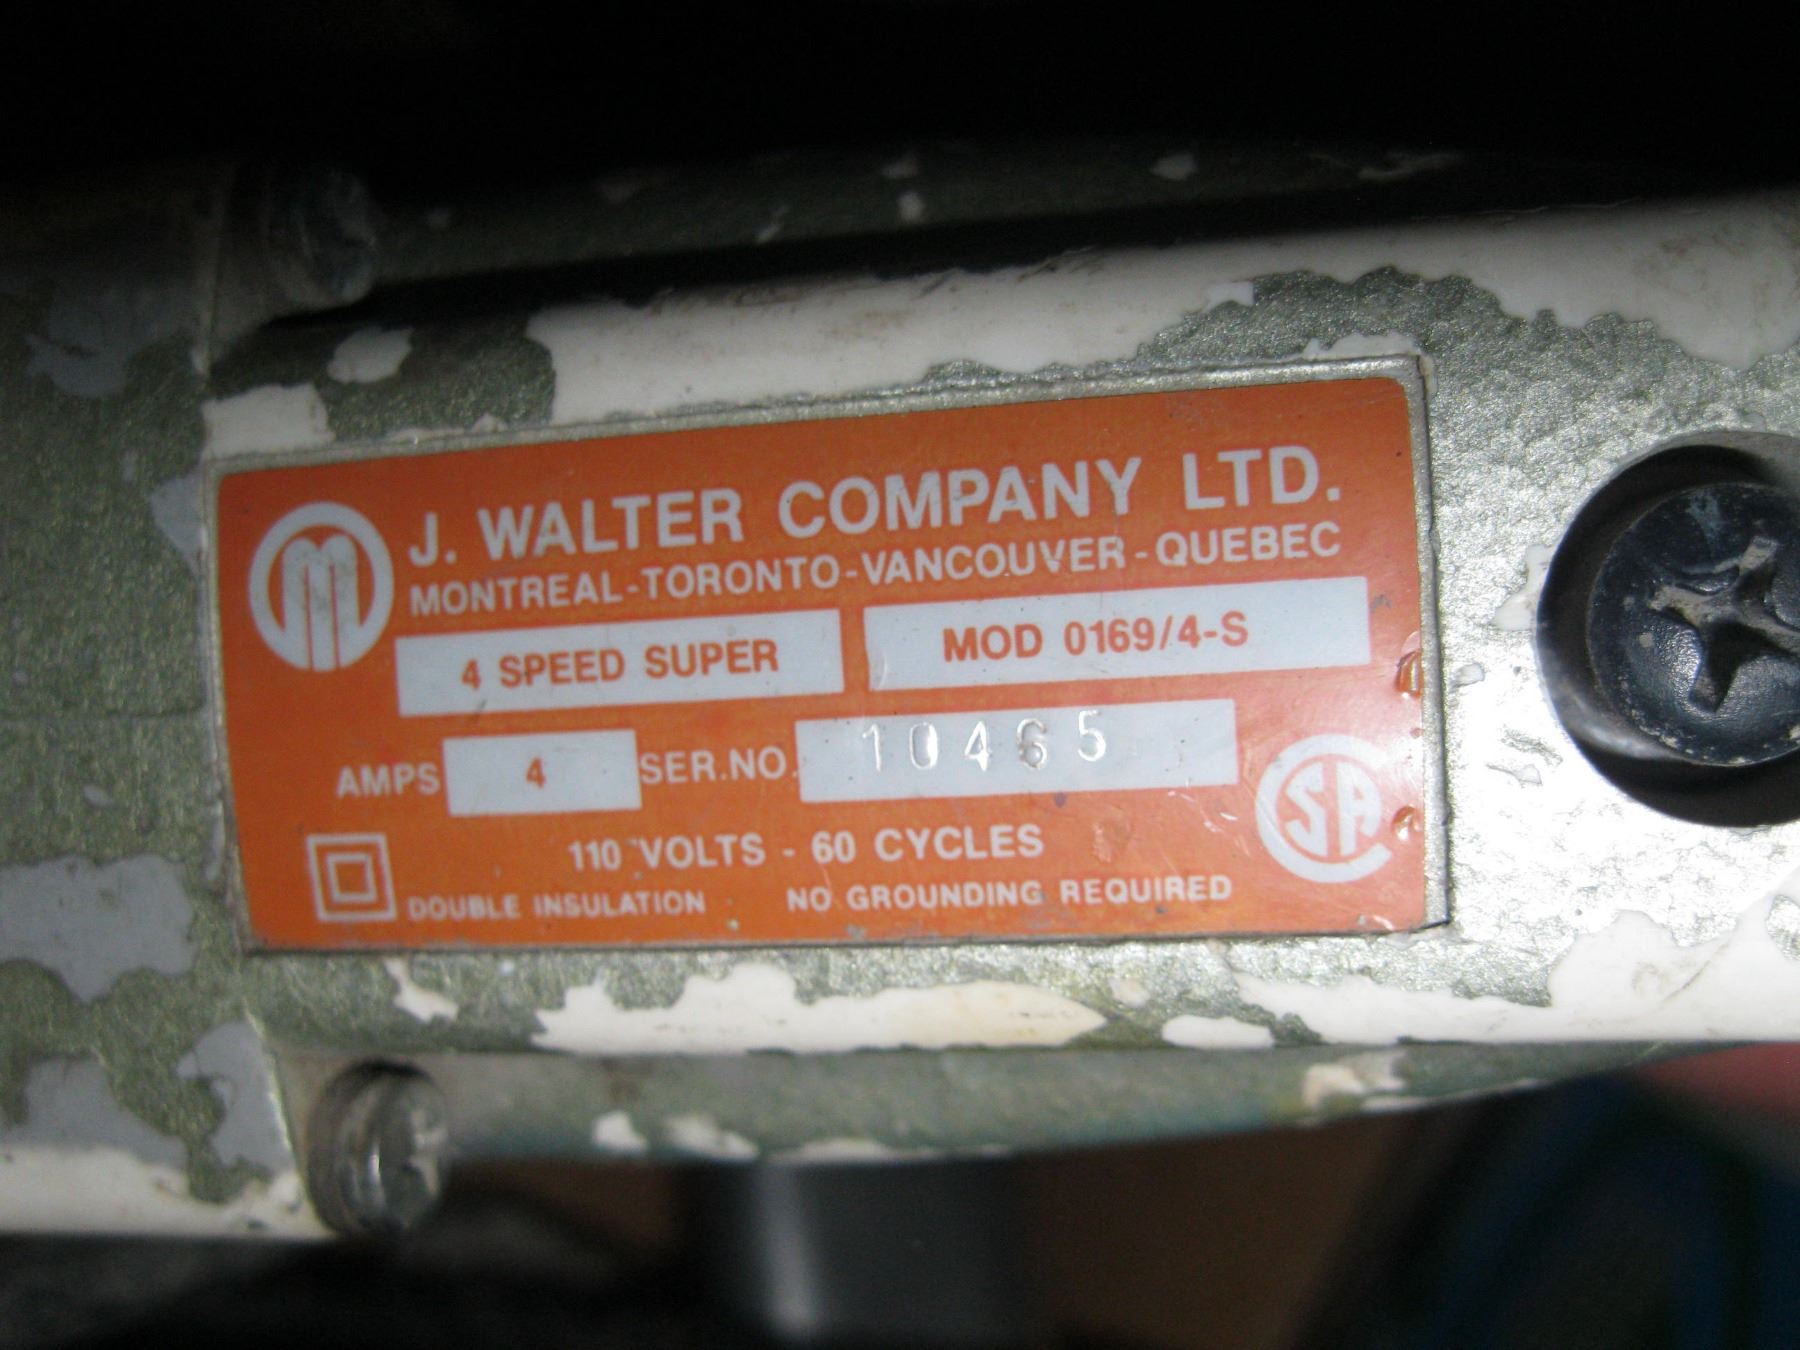 J. WALTER COMPANY LTD.
MONTREAL-TORONTO-VANCOUVER-QUEBEC
4 SPEED SUPER MOD 0169/4-S
AMPS 4 SER.NO. 10465
110 VOLTS - 60 CYCLES
DOUBLE INSULATION NO GROUNDING REQUIRED
CSA